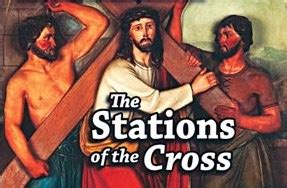 The
Stations
of the Cross